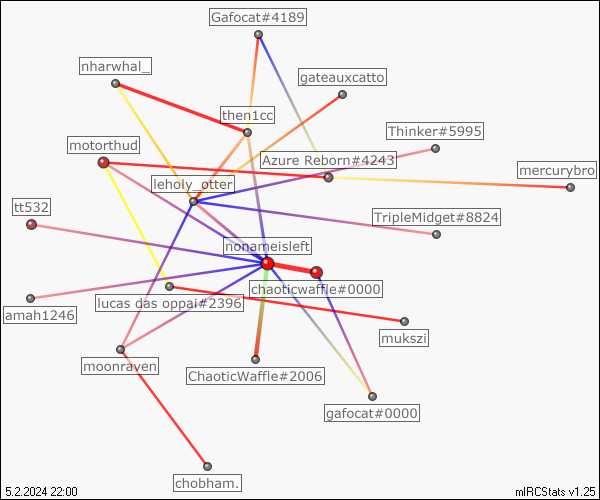 Gafocat#4189
nharwhal_
gateauxcatto
then1cc
Thinker#5995
motorthud
Azure Reborn#4243
mercurybro
leholy_otter
tt532
TripleMidget#8824
nonameisleft
chaoticwaffle#0000
lucas das oppai#2396
amah1246
mukszi
moonraven
ChaoticWaffle#2006
gafocat#0000
chobham.
5.2.2024 22:00
mIRCStats v1.25